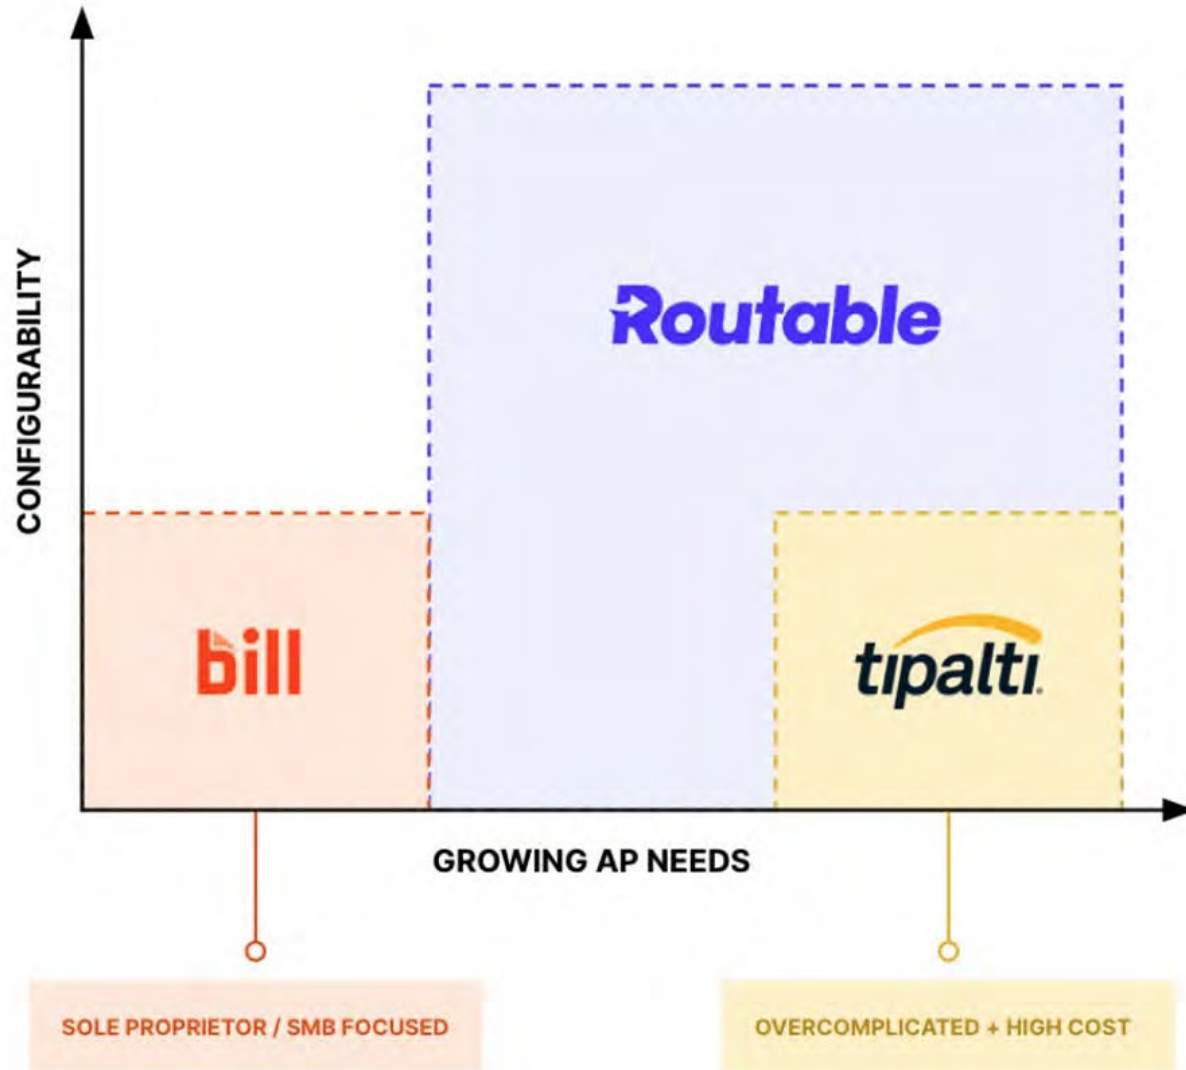 CONFIGURABILITY
Routable
bill
tipalti.
GROWING AP NEEDS
SOLE PROPRIETOR / SMB FOCUSED
OVERCOMPLICATED + HIGH COST